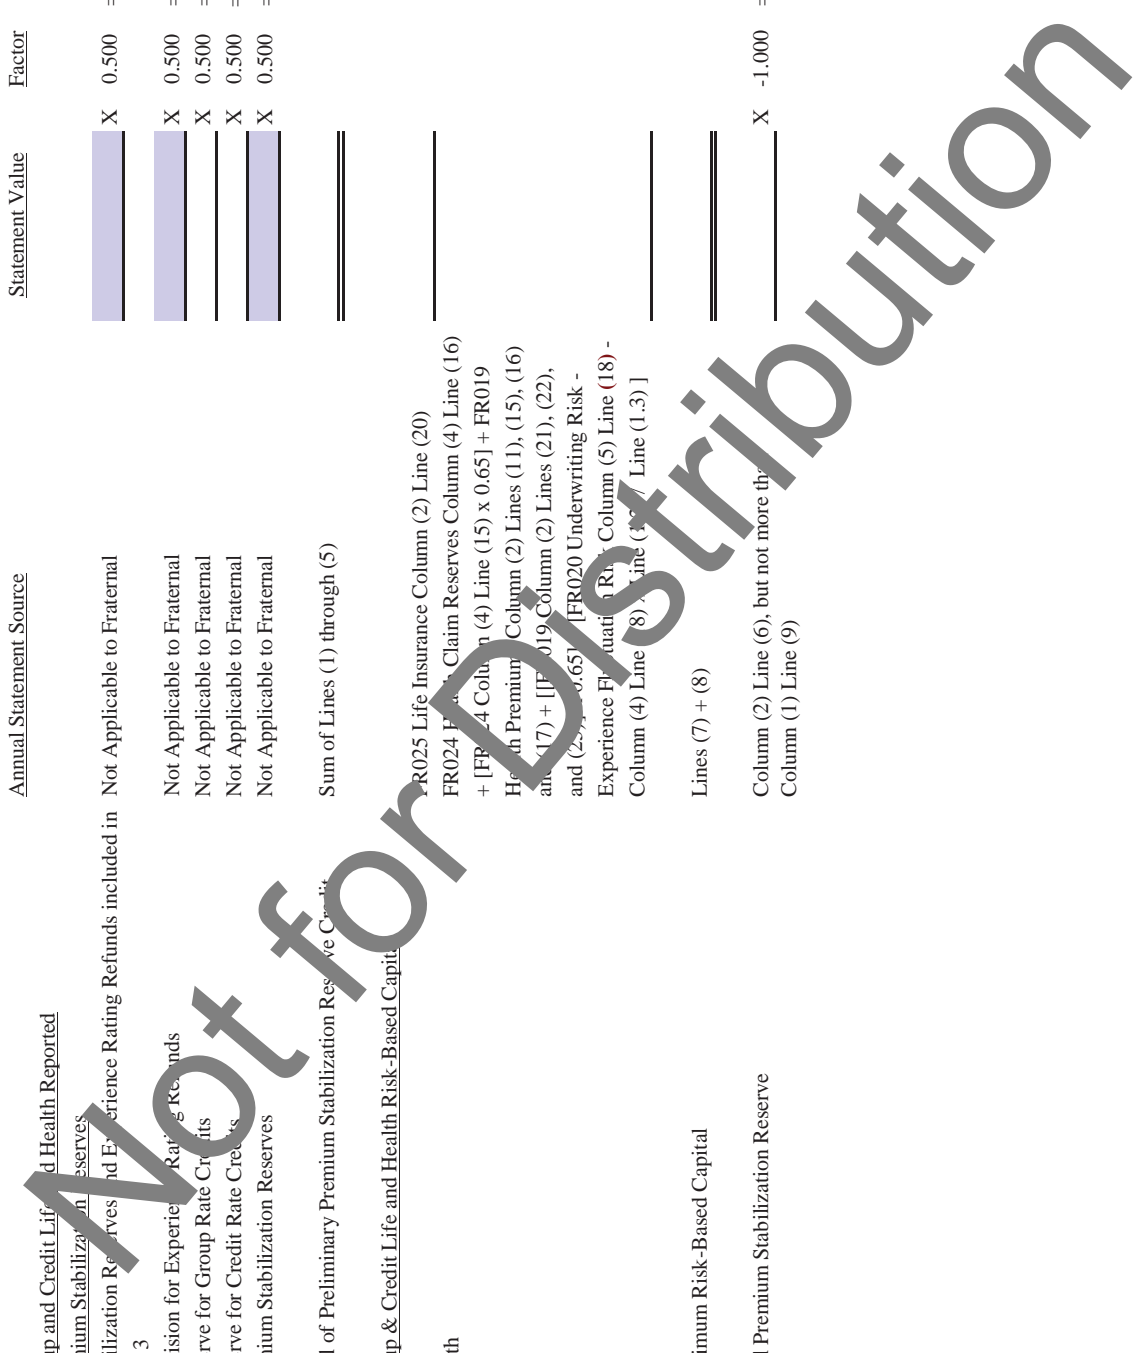 Annual Statement Source Statement Value Factor
up and Credit Life and Health Reported
nium Stabilization Reserves
ilization Reserves and Experience Rating Refunds included in Not Applicable to Fraternal X 0.500 =
3
ision for Experience Rating Refunds Not Applicable to Fraternal X 0.500 =
rve for Group Rate Credits Not Applicable to Fraternal X 0.500 =
rve for Credit Rate Credits Not Applicable to Fraternal X 0.500 =
nium Stabilization Reserves Not Applicable to Fraternal X 0.500 =
l of Preliminary Premium Stabilization Reserve Credit Sum of Lines (1) through (5)
up & Credit Life and Health Risk-Based Capital
FR025 Life Insurance Column (2) Line (20)
th FR024 Health Claim Reserves Column (4) Line (16)
+ [FR024 Column (4) Line (15) x 0.65] + FR019
Health Premiums Column (2) Lines (11), (15), (16)
and (17) + [[FR019 Column (2) Lines (21), (22),
and 0.65] [FR020 Underwriting Risk -
Experience Fluctuation Risk Column (5) Line (18) -
Column (4) Line (8) Line / Line (1.3) ]
imum Risk-Based Capital Lines (7) + (8)
l Premium Stabilization Reserve Column (2) Line (6), but not more X -1.000 =
Column (1) Line (9)
Not for Distribution